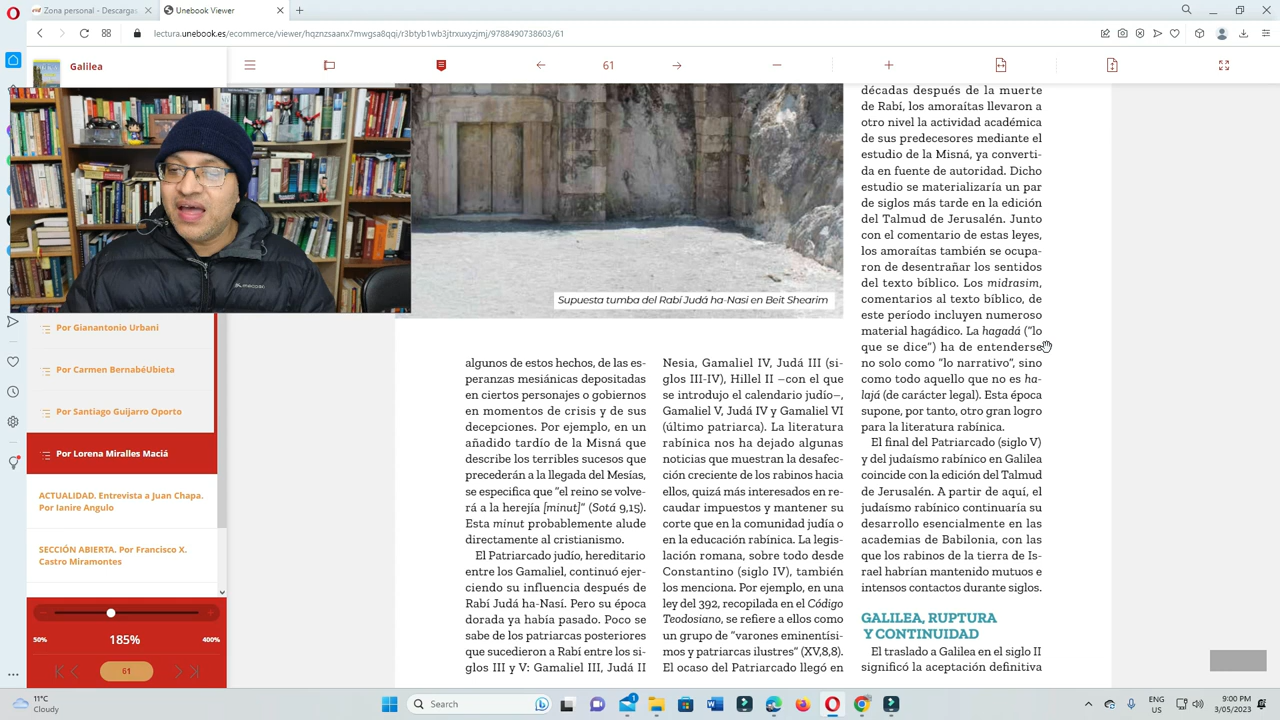 Zona personal - Descargas
Unebook Viewer
lectura.unebook.es/ecommerce/viewer/hqznzsaanx7mwgsa8qqi/r3btyb1wb3jtrxuxyzjmj/9788490738603/61
Galilea
61
Supuesta tumba del Rabí Judá ha-Nasi en Beit Shearim
Por Gianantonio Urbani
Por Carmen BernabéUbieta
Por Santiago Guijarro Oporto
Por Lorena Miralles Maciá
ACTUALIDAD. Entrevista a Juan Chapa.
Por Ianire Angulo
SECCIÓN ABIERTA. Por Francisco X.
Castro Miramontes
50%
185%
400%
61
algunos de estos hechos, de las es-
peranzas mesiánicas depositadas
en ciertos personajes o gobiernos
en momentos de crisis y de sus
decepciones. Por ejemplo, en un
añadido tardío de la Misná que
describe los terribles sucesos que
precederán a la llegada del Mesías,
se especifica que “el reino se volve-
rá a la herejía [minut]” (Sotá 9,15).
Esta minut probablemente alude
directamente al cristianismo.
El Patriarcado judío, hereditario
entre los Gamaliel, continuó ejer-
ciendo su influencia después de
Rabí Judá ha-Nasí. Pero su época
dorada ya había pasado. Poco se
sabe de los patriarcas posteriores
que sucedieron a Rabí entre los si-
glos III y V: Gamaliel III, Judá II
Nesia, Gamaliel IV, Judá III (si-
glos III-IV), Hillel II –con el que
se introdujo el calendario judío–,
Gamaliel V, Judá IV y Gamaliel VI
(último patriarca). La literatura
rabínica nos ha dejado algunas
noticias que muestran la desafec-
ción creciente de los rabinos hacia
ellos, quizá más interesados en re-
caudar impuestos y mantener su
corte que en la comunidad judía o
en la educación rabínica. La legis-
lación romana, sobre todo desde
Constantino (siglo IV), también
los menciona. Por ejemplo, en una
ley del 392, recopilada en el Código
Teodosiano, se refiere a ellos como
un grupo de “varones eminentísi-
mos y patriarcas ilustres” (XV,8,8).
El ocaso del Patriarcado llegó en
décadas después de la muerte
de Rabí, los amoraítas llevaron a
otro nivel la actividad académica
de sus predecesores mediante el
estudio de la Misná, ya converti-
da en fuente de autoridad. Dicho
estudio se materializaría un par
de siglos más tarde en la edición
del Talmud de Jerusalén. Junto
con el comentario de estas leyes,
los amoraítas también se ocupa-
ron de desentrañar los sentidos
del texto bíblico. Los midrasim,
comentarios al texto bíblico, de
este período incluyen numeroso
material hagádico. La hagadá (“lo
que se dice”) ha de entenderse
no solo como “lo narrativo”, sino
como todo aquello que no es ha-
lajá (de carácter legal). Esta época
supone, por tanto, otro gran logro
para la literatura rabínica.
El final del Patriarcado (siglo V)
y del judaísmo rabínico en Galilea
coincide con la edición del Talmud
de Jerusalén. A partir de aquí, el
judaísmo rabínico continuaría su
desarrollo esencialmente en las
academias de Babilonia, con las
que los rabinos de la tierra de Is-
rael habrían mantenido mutuos e
intensos contactos durante siglos.
GALILEA, RUPTURA
Y CONTINUIDAD
El traslado a Galilea en el siglo II
significó la aceptación definitiva
11°C
Cloudy
Search
ENG
US
9:00 PM
3/05/2023